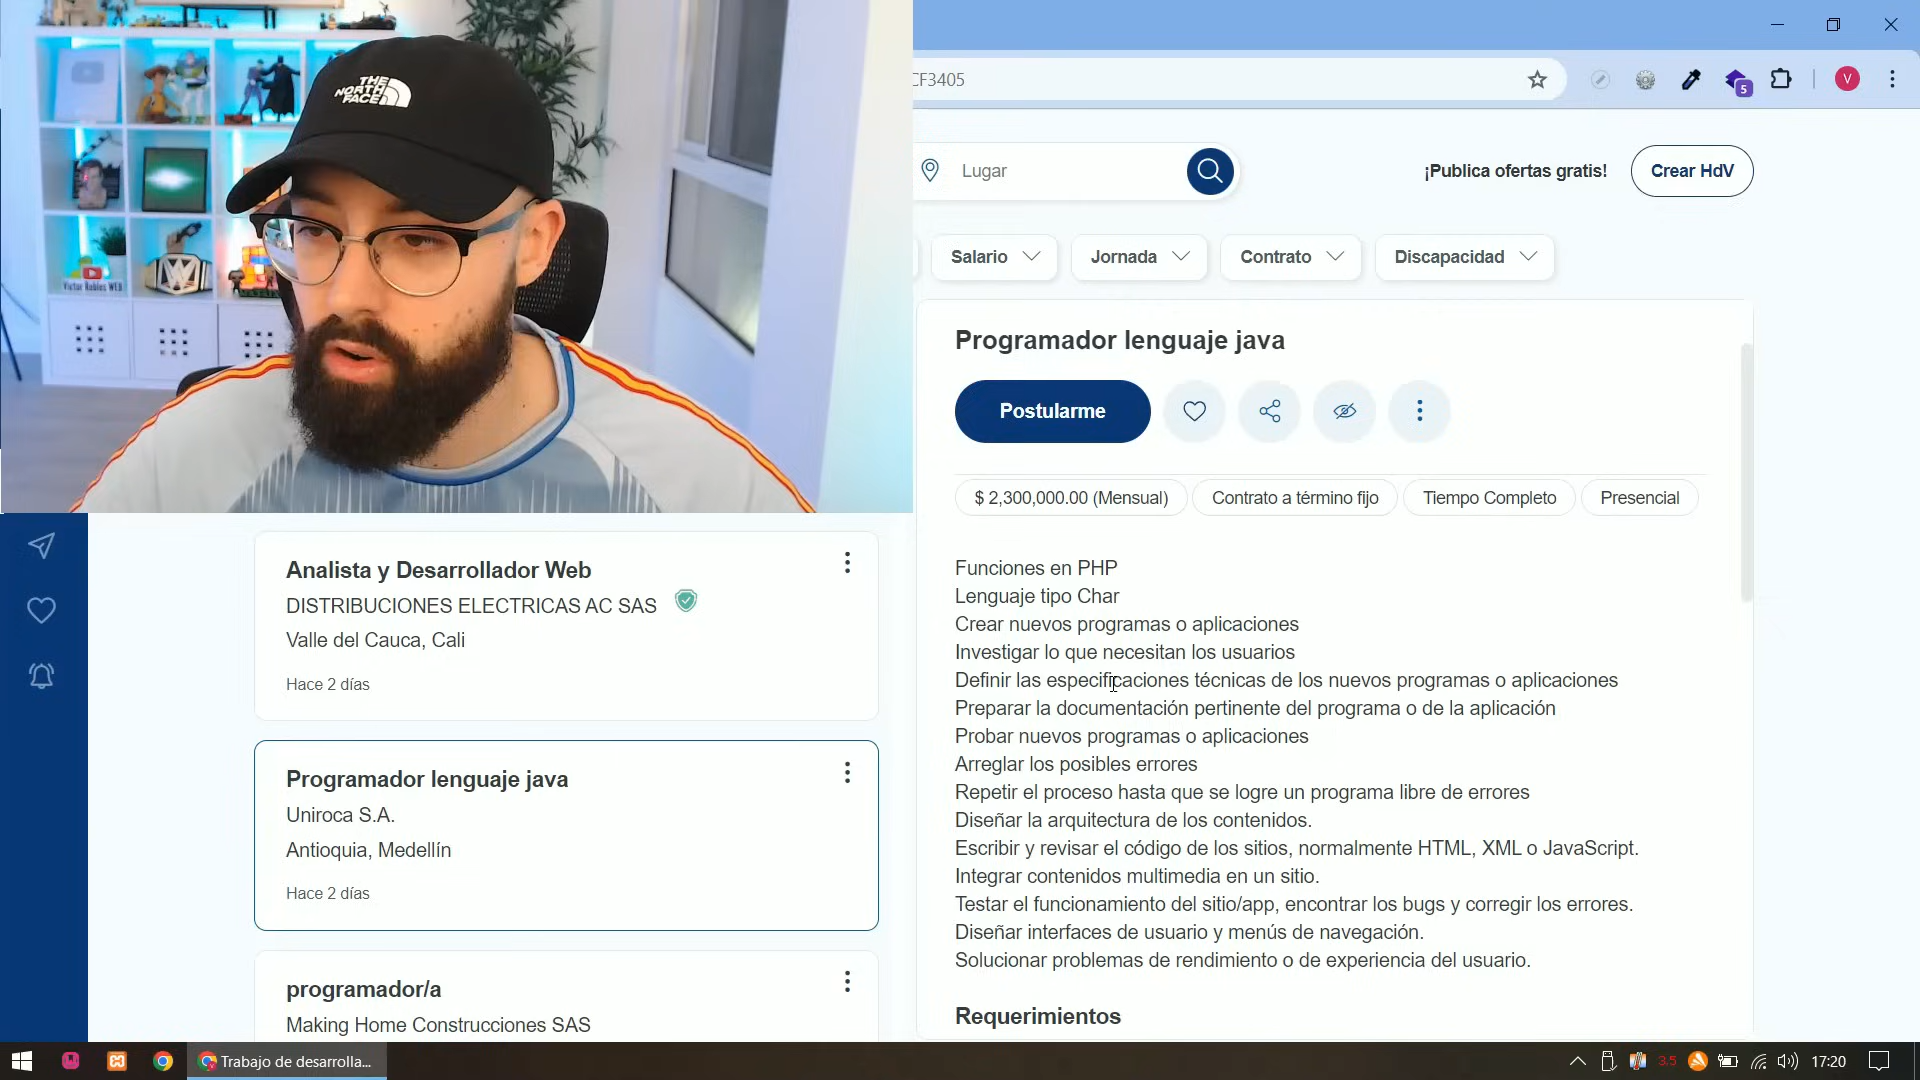 THE
NORTH
FACE
Victor Robles WEB
CF3405
5
V
Lugar
¡Publica ofertas gratis!
Crear HdV
Salario
Jornada
Contrato
Discapacidad
Programador lenguaje java
Postularme
$ 2,300,000.00 (Mensual)
Contrato a término fijo
Tiempo Completo
Presencial
Funciones en PHP
Lenguaje tipo Char
Crear nuevos programas o aplicaciones
Investigar lo que necesitan los usuarios
Definir las especificaciones técnicas de los nuevos programas o aplicaciones
Preparar la documentación pertinente del programa o de la aplicación
Probar nuevos programas o aplicaciones
Arreglar los posibles errores
Repetir el proceso hasta que se logre un programa libre de errores
Diseñar la arquitectura de los contenidos.
Escribir y revisar el código de los sitios, normalmente HTML, XML o JavaScript.
Integrar contenidos multimedia en un sitio.
Testar el funcionamiento del sitio/app, encontrar los bugs y corregir los errores.
Diseñar interfaces de usuario y menús de navegación.
Solucionar problemas de rendimiento o de experiencia del usuario.
Requerimientos
Analista y Desarrollador Web
DISTRIBUCIONES ELECTRICAS AC SAS
Valle del Cauca, Cali
Hace 2 días
Programador lenguaje java
Uniroca S.A.
Antioquia, Medellín
Hace 2 días
programador/a
Making Home Construcciones SAS
Trabajo de desarrolla...
3.5
17:20